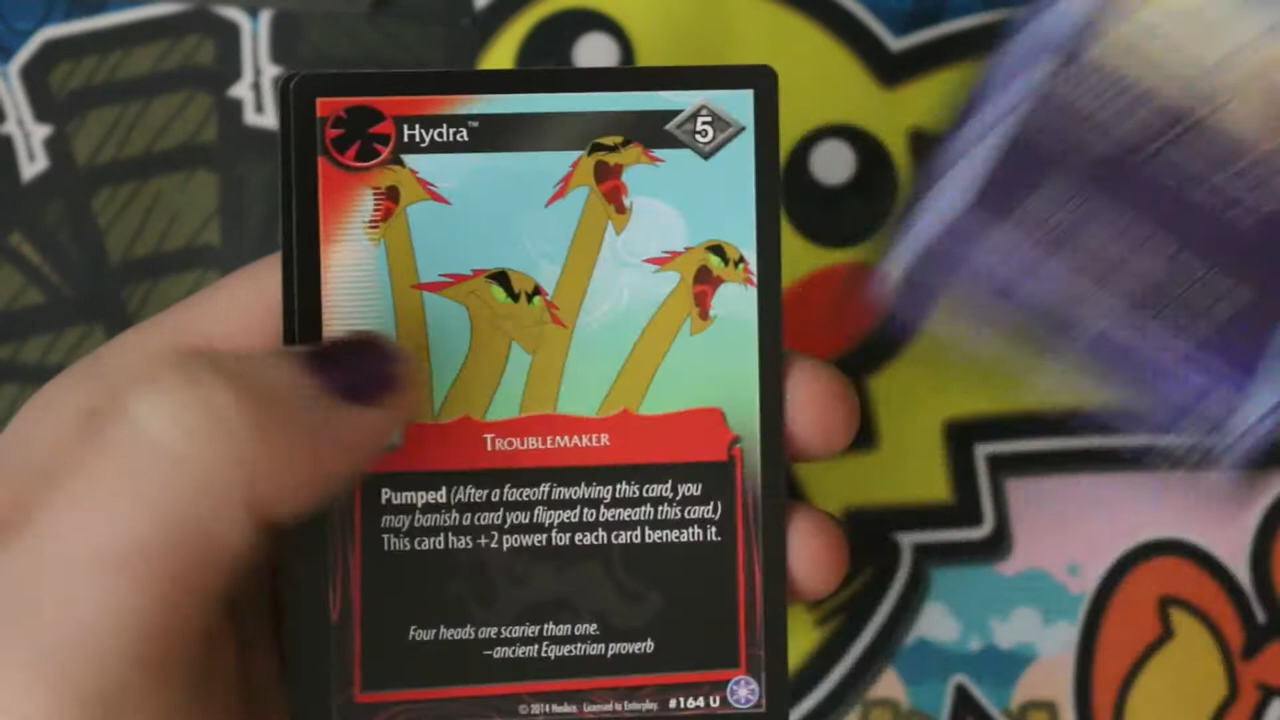 Hydra™
5
TROUBLEMAKER
Pumped (After a faceoff involving this card, you
may banish a card you flipped to beneath this card.)
This card has +2 power for each card beneath it.
Four heads are scarier than one.
–ancient Equestrian proverb
© 2014 Hasbro. Licensed to Enterplay. #164 U